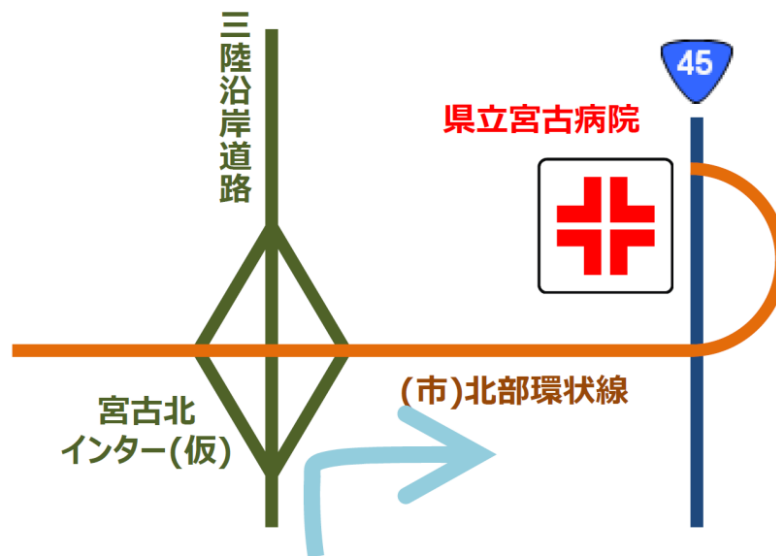 三陸沿岸道路
45
県立宮古病院
(市)北部環状線
宮古北
インター(仮)